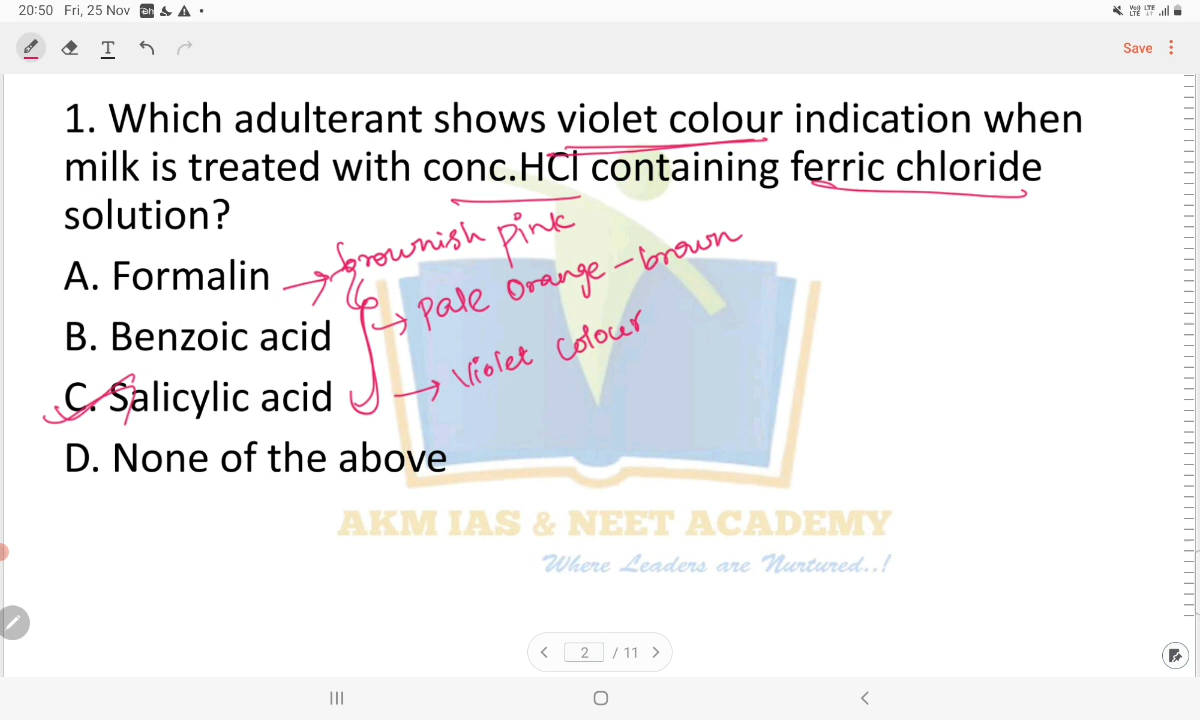 20:50 Fri, 25 Nov
Save
1. Which adulterant shows violet colour indication when
milk is treated with conc.HCl containing ferric chloride
solution?
A. Formalin
brownish pink
B. Benzoic acid
pale orange-brown
C. Salicylic acid
Violet colour
D. None of the above
AKM IAS & NEET ACADEMY
Where Leaders are Nurtured..!
2 / 11